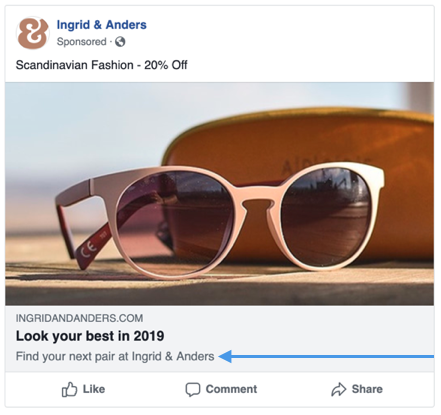 Ingrid & Anders
Sponsored ·
Scandinavian Fashion - 20% Off
CE
INGRIDANDANDERS.COM
Look your best in 2019
Find your next pair at Ingrid & Anders
Like Comment Share